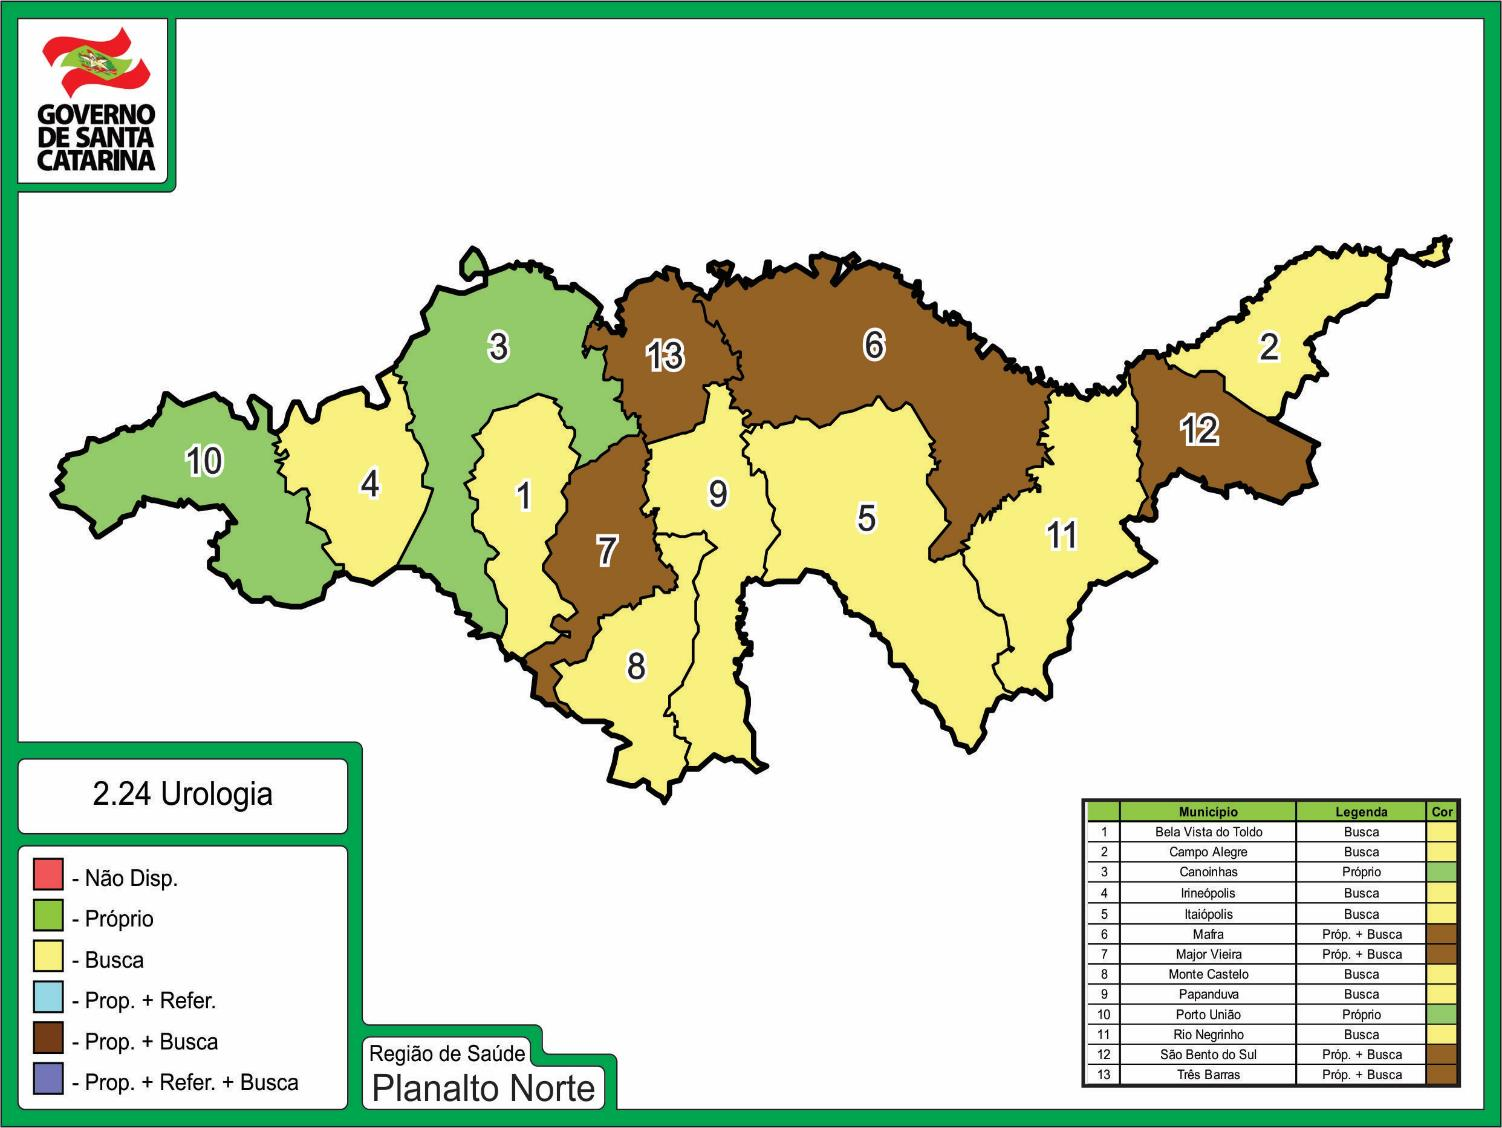 GOVERNO
DE SANTA
CATARINA
3
13
6
2
12
10
4
1
9
5
11
7
8
2.24 Urologia
- Não Disp.
- Próprio
- Busca
- Prop. + Refer.
- Prop. + Busca
- Prop. + Refer. + Busca
Região de Saúde
Planalto Norte
Município Legenda Cor
1 Bela Vista do Toldo Busca
2 Campo Alegre Busca
3 Canoinhas Próprio
4 Irineópolis Busca
5 Itaiópolis Busca
6 Mafra Próp. + Busca
7 Major Vieira Próp. + Busca
8 Monte Castelo Busca
9 Papanduva Busca
10 Porto União Próprio
11 Rio Negrinho Busca
12 São Bento do Sul Próp. + Busca
13 Três Barras Próp. + Busca